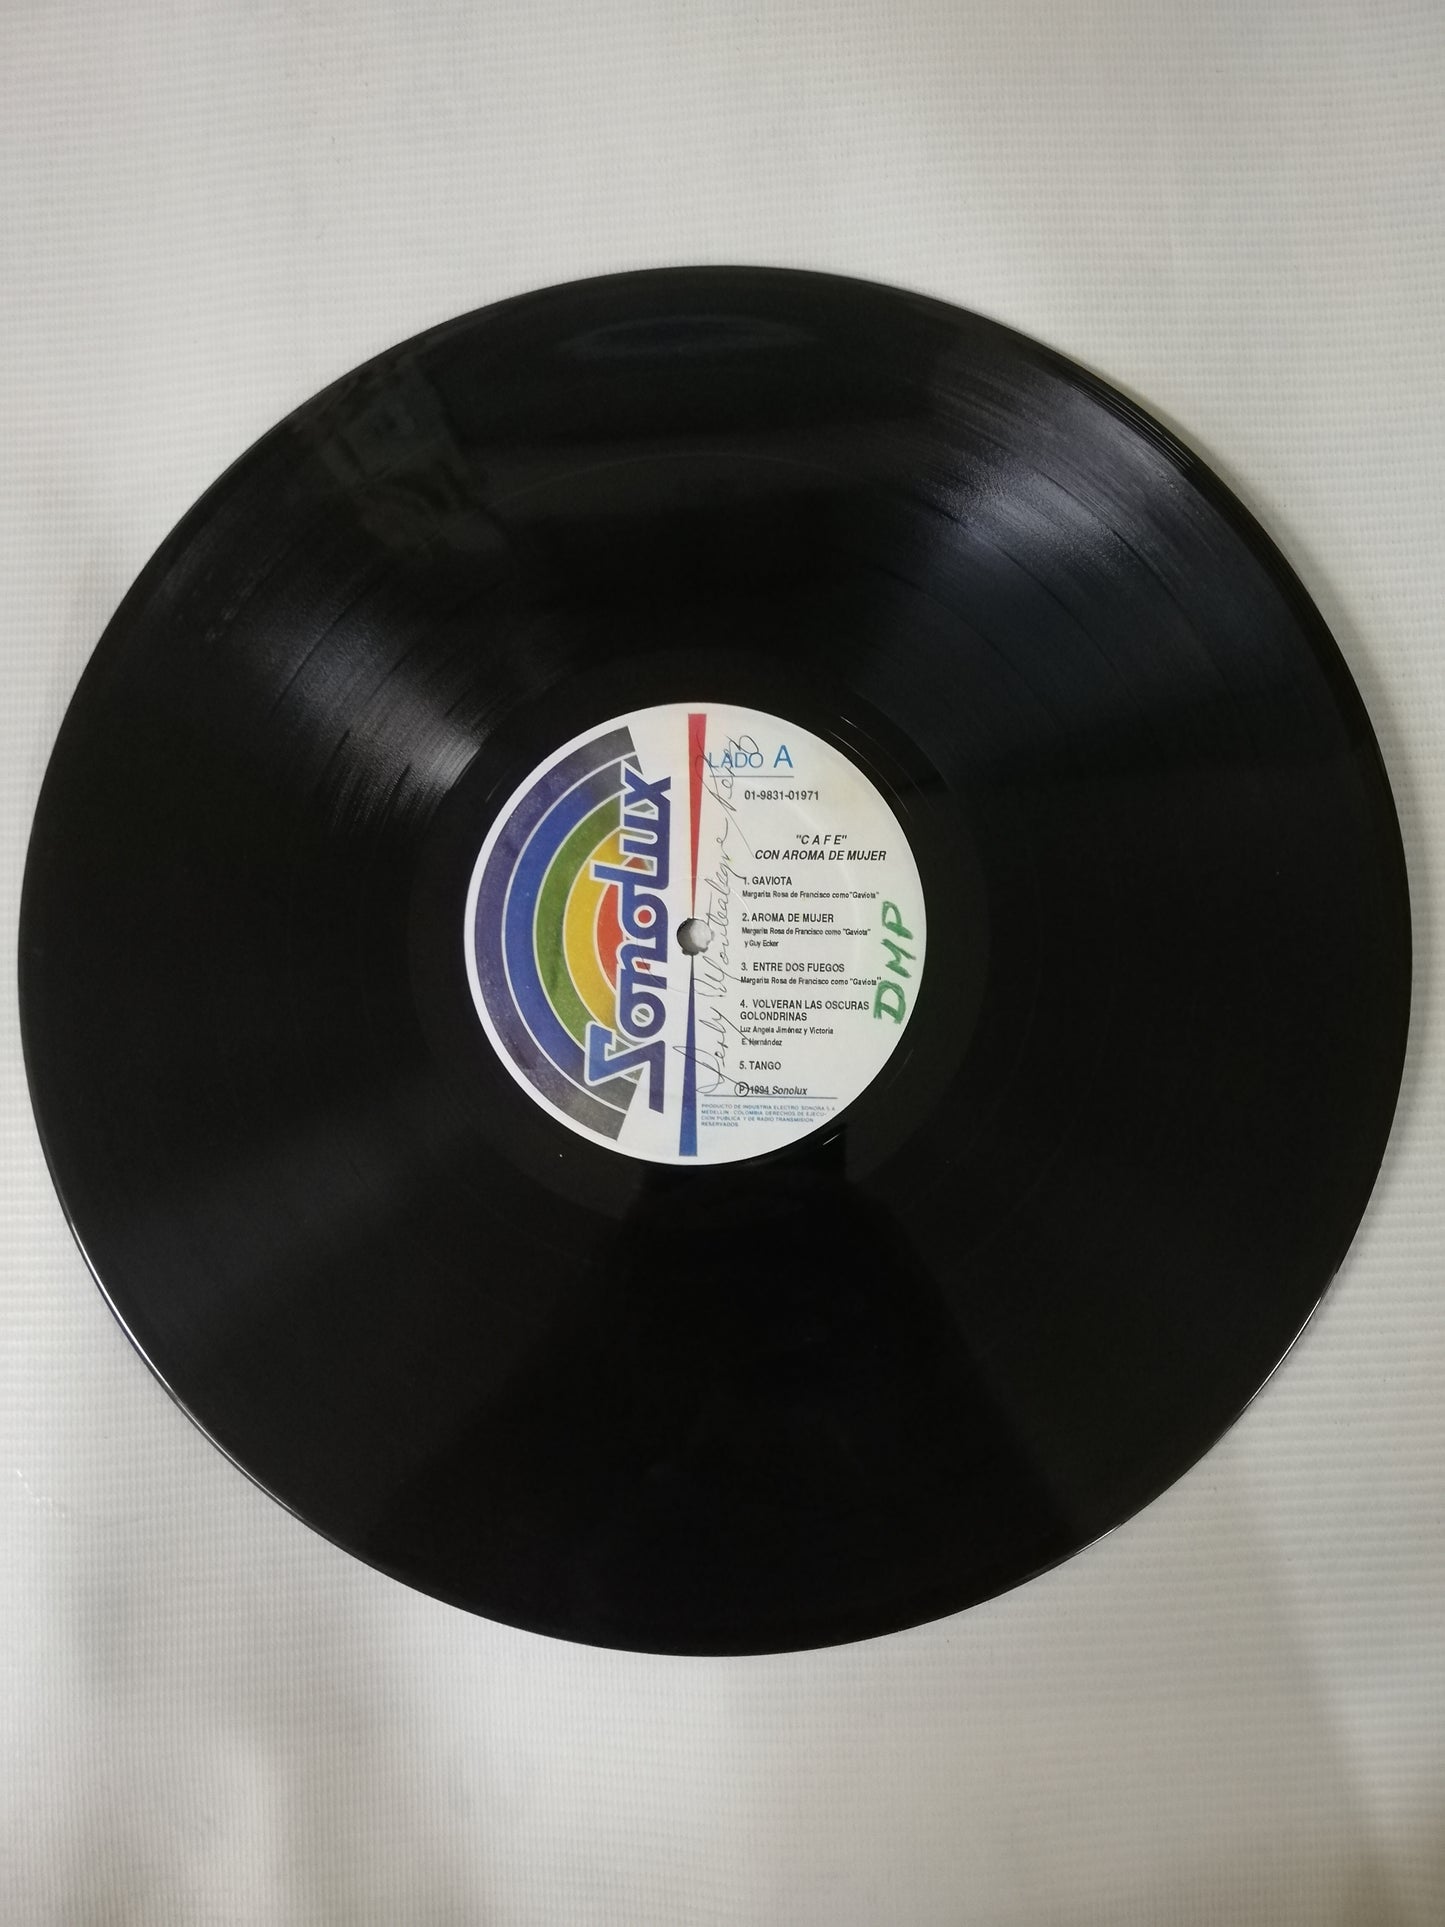 Sonolux
LADO A
01-9831-01971
"C A F E"
CON AROMA DE MUJER
1. GAVIOTA
Margarita Rosa de Francisco como "Gaviota"
2. AROMA DE MUJER
Margarita Rosa de Francisco como "Gaviota"
y Guy Ecker
3. ENTRE DOS FUEGOS
Margarita Rosa de Francisco como "Gaviota"
4. VOLVERAN LAS OSCURAS
GOLONDRINAS
Luz Angela Jiménez y Victoria
E. Hernández
5. TANGO
Ⓟ 1994 Sonolux
PRODUCTO DE INDUSTRIA ELECTRO SONORA S.A.
MEDELLIN - COLOMBIA DERECHOS DE EJECU-
CION PUBLICA Y DE RADIO TRANSMISION
RESERVADOS
DMP